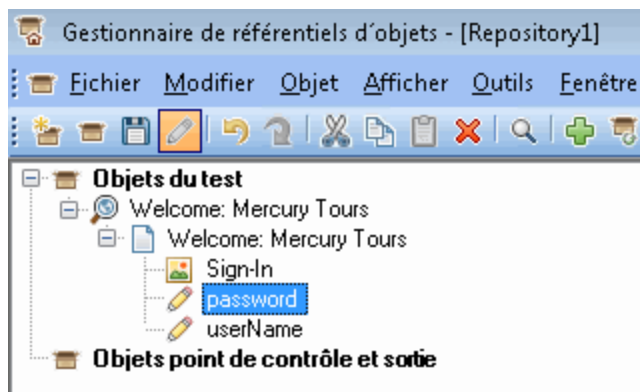 Gestionnaire de référentiels d´objets - [Repository1]
Fichier Modifier Objet Afficher Outils Fenêtre
Objets du test
Welcome: Mercury Tours
Welcome: Mercury Tours
Sign-In
password
userName
Objets point de contrôle et sortie